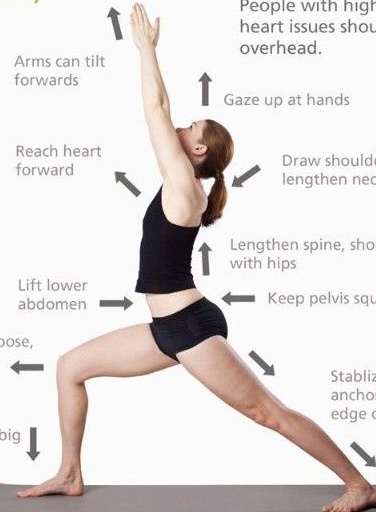 People with high
heart issues shou
overhead.
Arms can tilt
forwards
Gaze up at hands
Reach heart
forward
Draw shoulde
lengthen nec
Lengthen spine, sho
with hips
Lift lower
abdomen
Keep pelvis squ
pose,
Stabliz
ancho
edge o
big